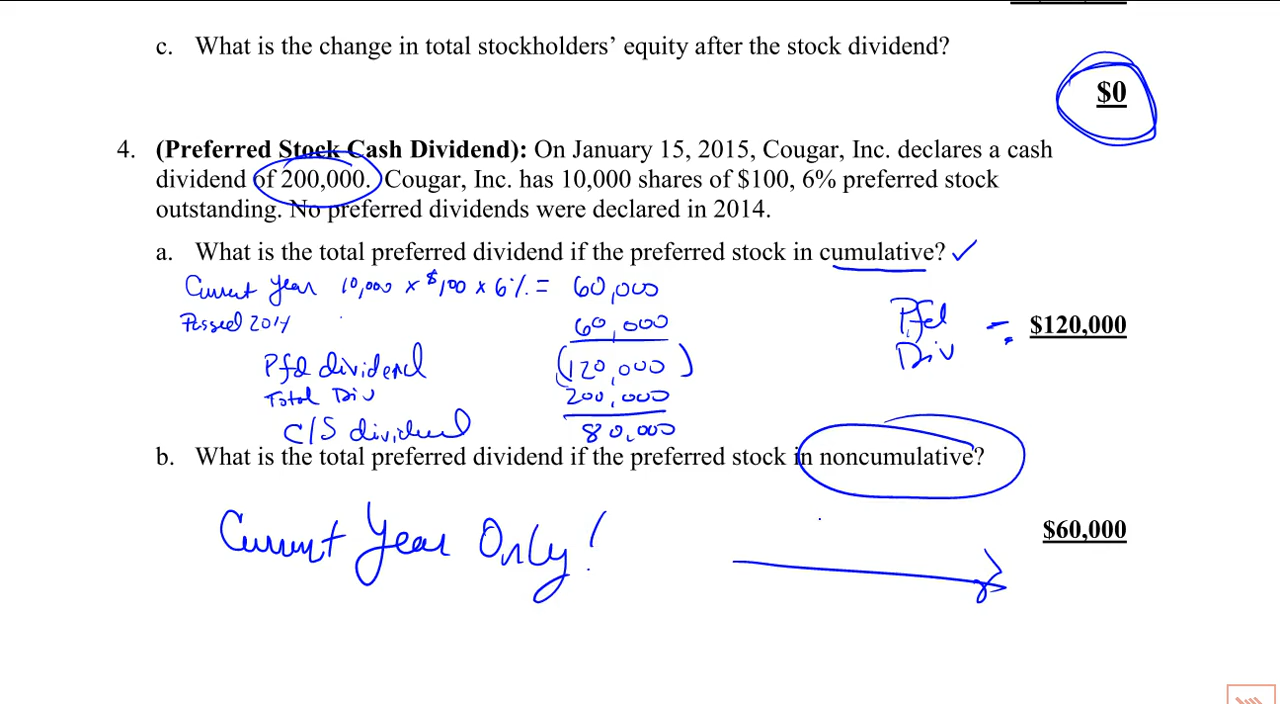 c. What is the change in total stockholders’ equity after the stock dividend?
$0
4. (Preferred Stock Cash Dividend): On January 15, 2015, Cougar, Inc. declares a cash
dividend of 200,000. Cougar, Inc. has 10,000 shares of $100, 6% preferred stock
outstanding. No preferred dividends were declared in 2014.
a. What is the total preferred dividend if the preferred stock in cumulative?
Current Year 10,000 x $100 x 6% = 60,000
2014 60,000
Pfd dividend (120,000)
Total Div 200,000
C/S dividend 80,000
Pfd
Div = $120,000
b. What is the total preferred dividend if the preferred stock in noncumulative?
Current Year Only!
$60,000